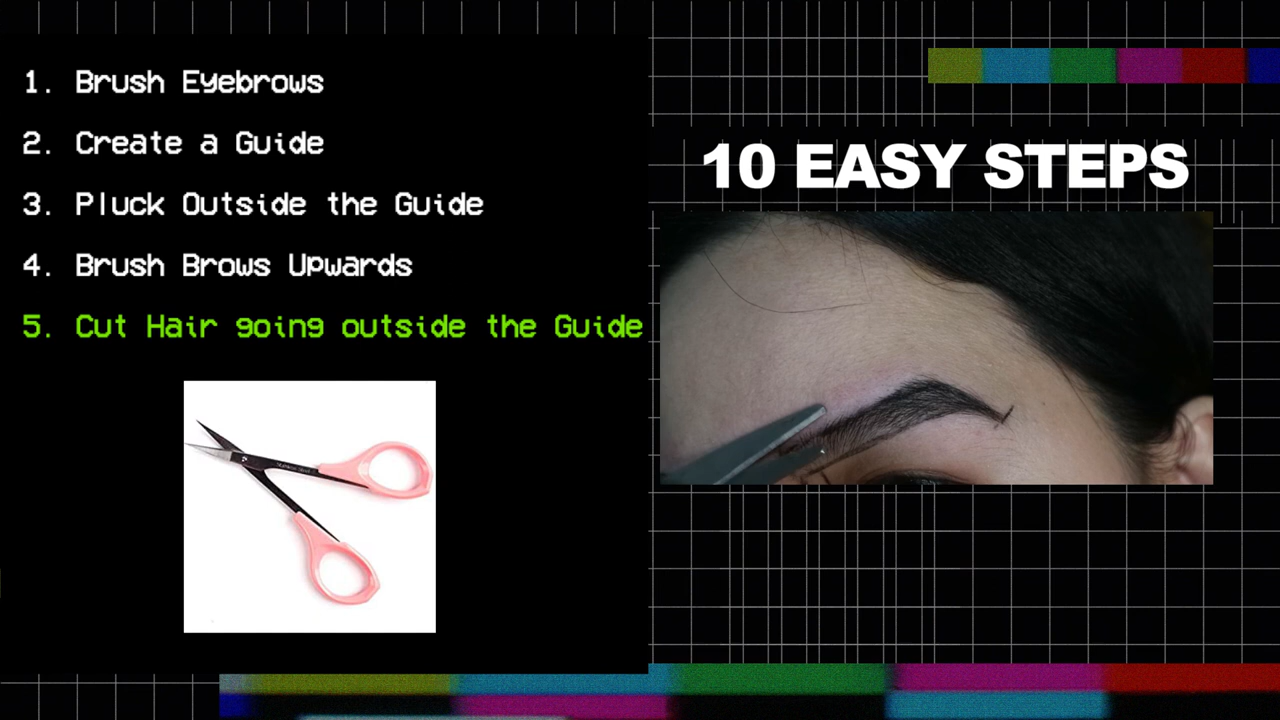 1. Brush Eyebrows
2. Create a Guide
3. Pluck Outside the Guide
4. Brush Brows Upwards
5. Cut Hair going outside the Guide
10 EASY STEPS